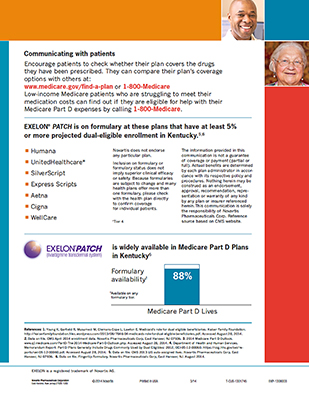 Communicating with patients
Encourage patients to check whether their plan covers the drugs
they have been prescribed. They can compare their plan's coverage
options with others at:
www.medicare.gov/find-a-plan or 1-800-Medicare
Low-income Medicare patients who are struggling to meet their
medication costs can find out if they are eligible for help with their
Medicare Part D expenses by calling 1-800-Medicare.
EXELON® PATCH is on formulary at these plans that have at least 5%
or more projected dual-eligible enrollment in Kentucky.
Humana
UnitedHealthcare
SilverScript
Express Scripts
Aetna
Cigna
WellCare
Novartis does not endorse
any particular plan.
Inclusion on formulary or
formulary status does not
imply superior clinical efficacy
or safety. Because formularies
are subject to change and many
health plans offer more than
one formulary, please check
with the health plan directly
to confirm coverage
for individual patients.
The information provided in this
communication is not a guarantee
of coverage or payment (partial or
full). Actual benefits are determined
by each plan administrator in accor-
dance with its respective policy and
procedures. Nothing herein may be
construed as an endorsement,
approval, recommendation, repre-
sentation or warranty of any kind
by any plan or insurer referenced
herein. This communication is solely
the responsibility of Novartis
Pharmaceuticals Corp. Reference
source based on CMS website.
EXELON PATCH
(rivastigmine transdermal system)
is widely available in Medicare Part D Plans
in Kentucky
Formulary
availability
88%
Available on any
formulary tier.
Medicare Part D Lives
EXELON is a registered trademark of Novartis AG.
©2014 Novartis
Printed in USA